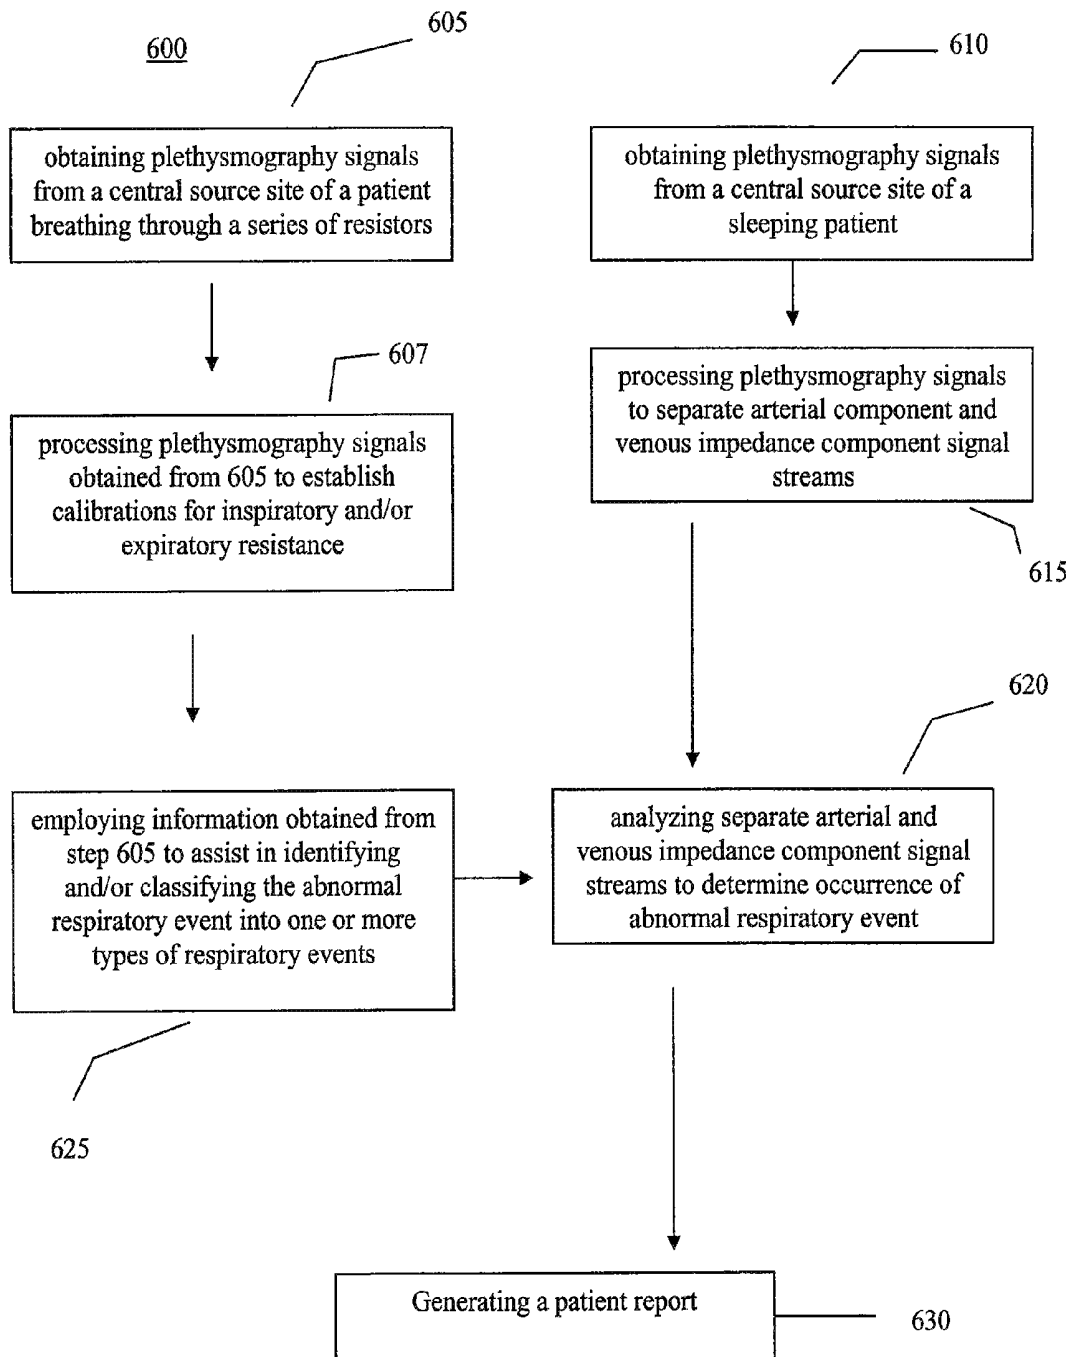 600
605
610
obtaining plethysmography signals
from a central source site of a patient
breathing through a series of resistors
obtaining plethysmography signals
from a central source site of a
sleeping patient
607
processing plethysmography signals
obtained from 605 to establish
calibrations for inspiratory and/or
expiratory resistance
processing plethysmography signals
to separate arterial component and
venous impedance component signal
streams
615
620
employing information obtained from
step 605 to assist in identifying
and/or classifying the abnormal
respiratory event into one or more
types of respiratory events
analyzing separate arterial and
venous impedance component signal
streams to determine occurrence of
abnormal respiratory event
625
Generating a patient report
630